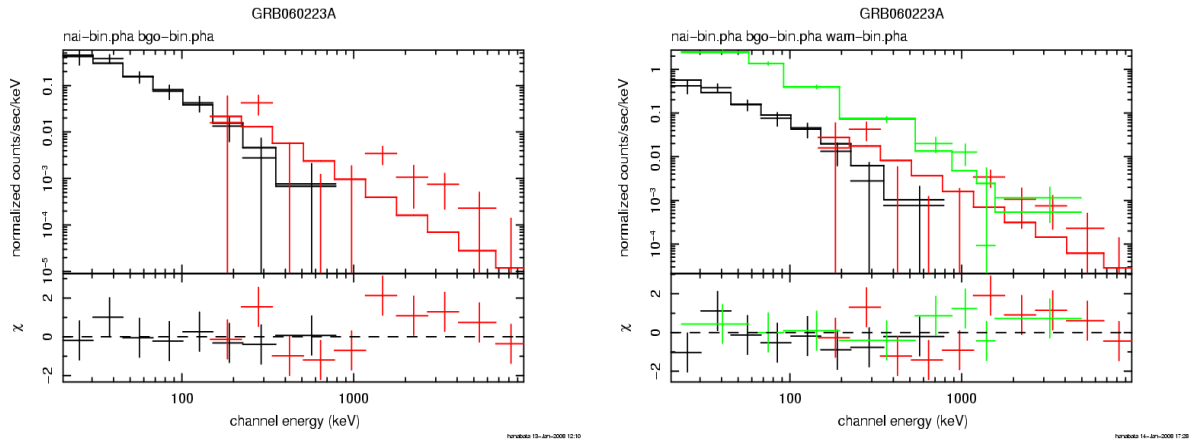 GRB060223A
nai-bin.pha bgo-bin.pha
normalized counts/sec/keV
0.1
0.01
10−3
10−4
10−5
χ
2
0
−2
100
1000
channel energy (keV)
GRB060223A
nai-bin.pha bgo-bin.pha wam-bin.pha
normalized counts/sec/keV
1
0.1
0.01
10−3
10−4
χ
2
0
−2
100
1000
channel energy (keV)